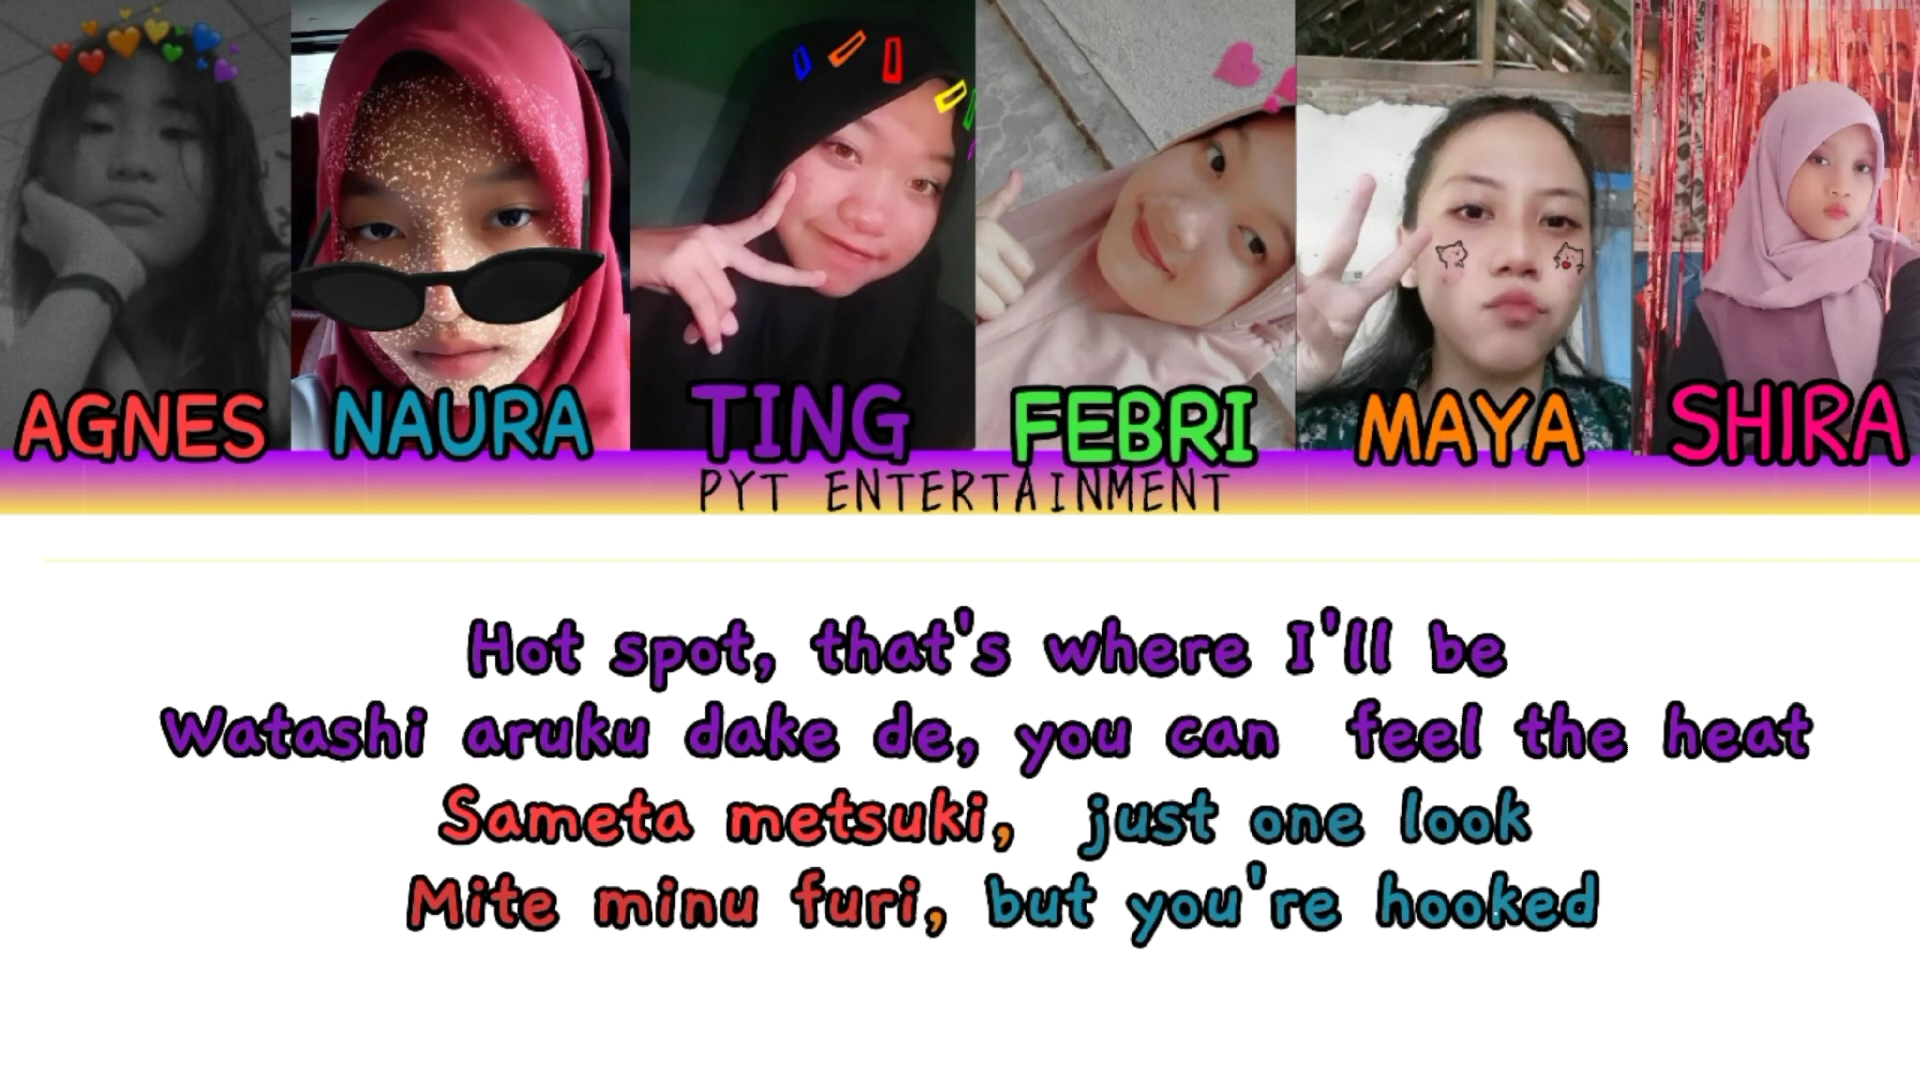 AGNES NAURA TING FEBRI MAYA SHIRA
PYT ENTERTAINMENT
Hot spot, that's where I'll be
Watashi aruku dake de, you can feel the heat
Sameta metsuki, just one look
Mite minu furi, but you're hooked